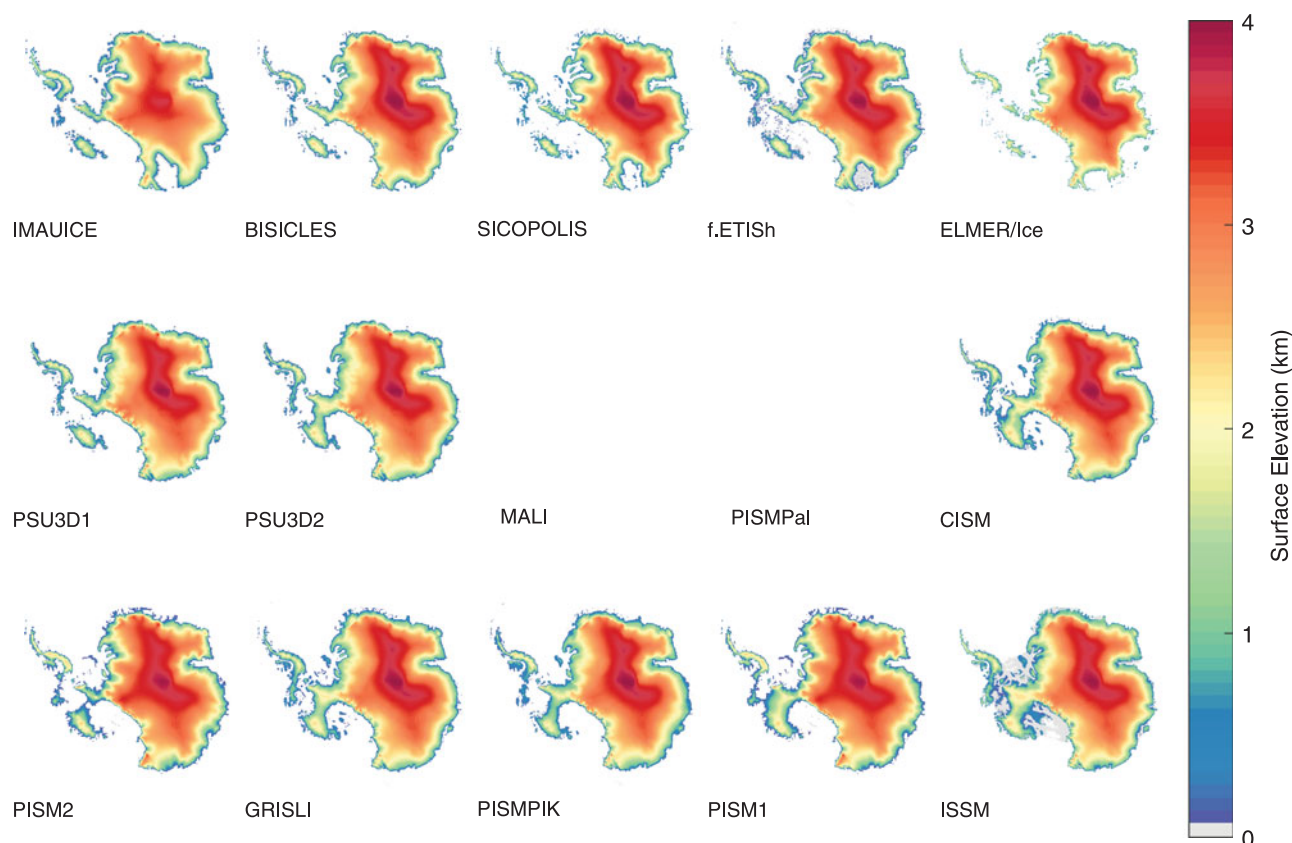 IMAUICE BISICLES SICOPOLIS f.ETISh ELMER/Ice
PSU3D1 PSU3D2 MALI PISMPal CISM
PISM2 GRISLI PISMPIK PISM1 ISSM
4
3
2
1
0
Surface Elevation (km)